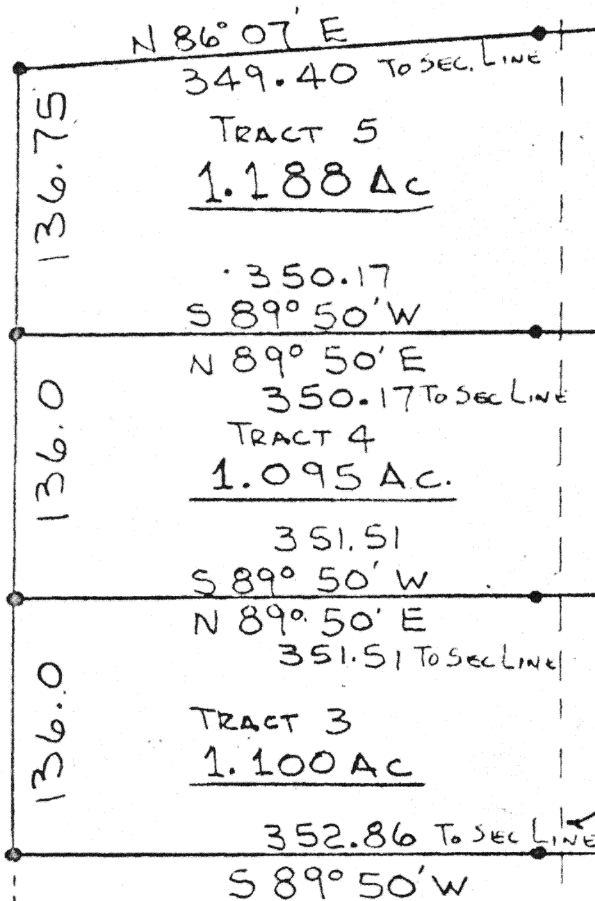 N 86° 07' E
349.40 TO SEC. LINE
136.75
TRACT 5
1.188 AC
350.17
S 89° 50' W
N 89° 50' E
350.17 TO SEC LINE
136.0
TRACT 4
1.095 AC.
351.51
S 89° 50' W
N 89° 50' E
351.51 TO SEC LINE
136.0
TRACT 3
1.100 AC
352.86 TO SEC LINE
S 89° 50' W